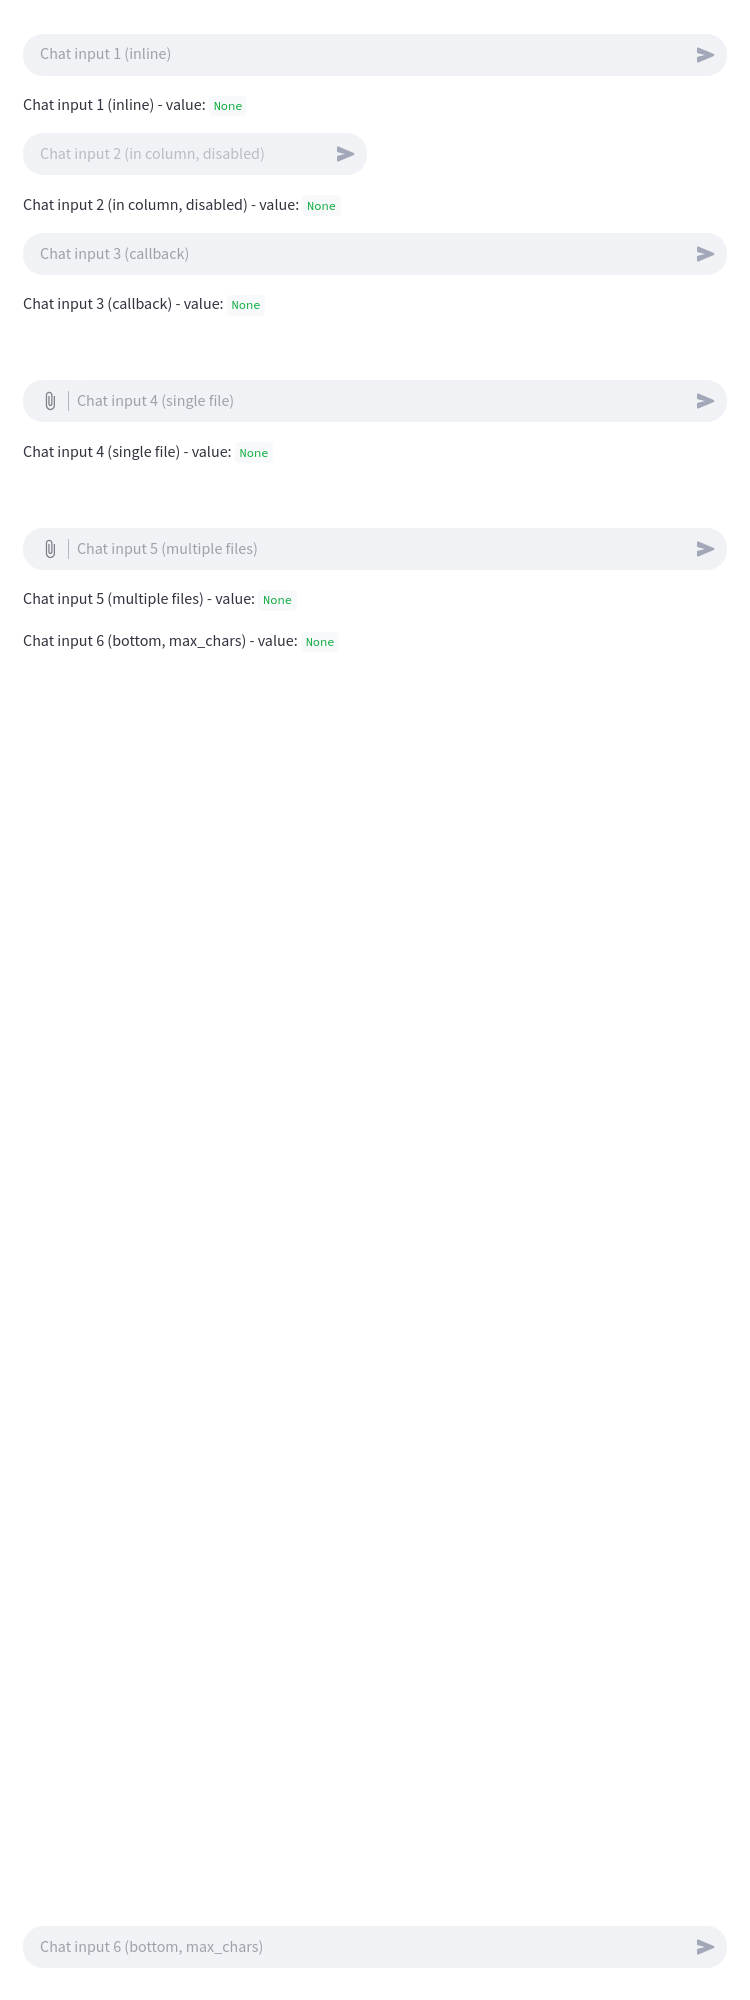 Chat input 1 (inline)
Chat input 1 (inline) - value: None
Chat input 2 (in column, disabled)
Chat input 2 (in column, disabled) - value: None
Chat input 3 (callback)
Chat input 3 (callback) - value: None
Chat input 4 (single file)
Chat input 4 (single file) - value: None
Chat input 5 (multiple files)
Chat input 5 (multiple files) - value: None
Chat input 6 (bottom, max_chars) - value: None
Chat input 6 (bottom, max_chars)